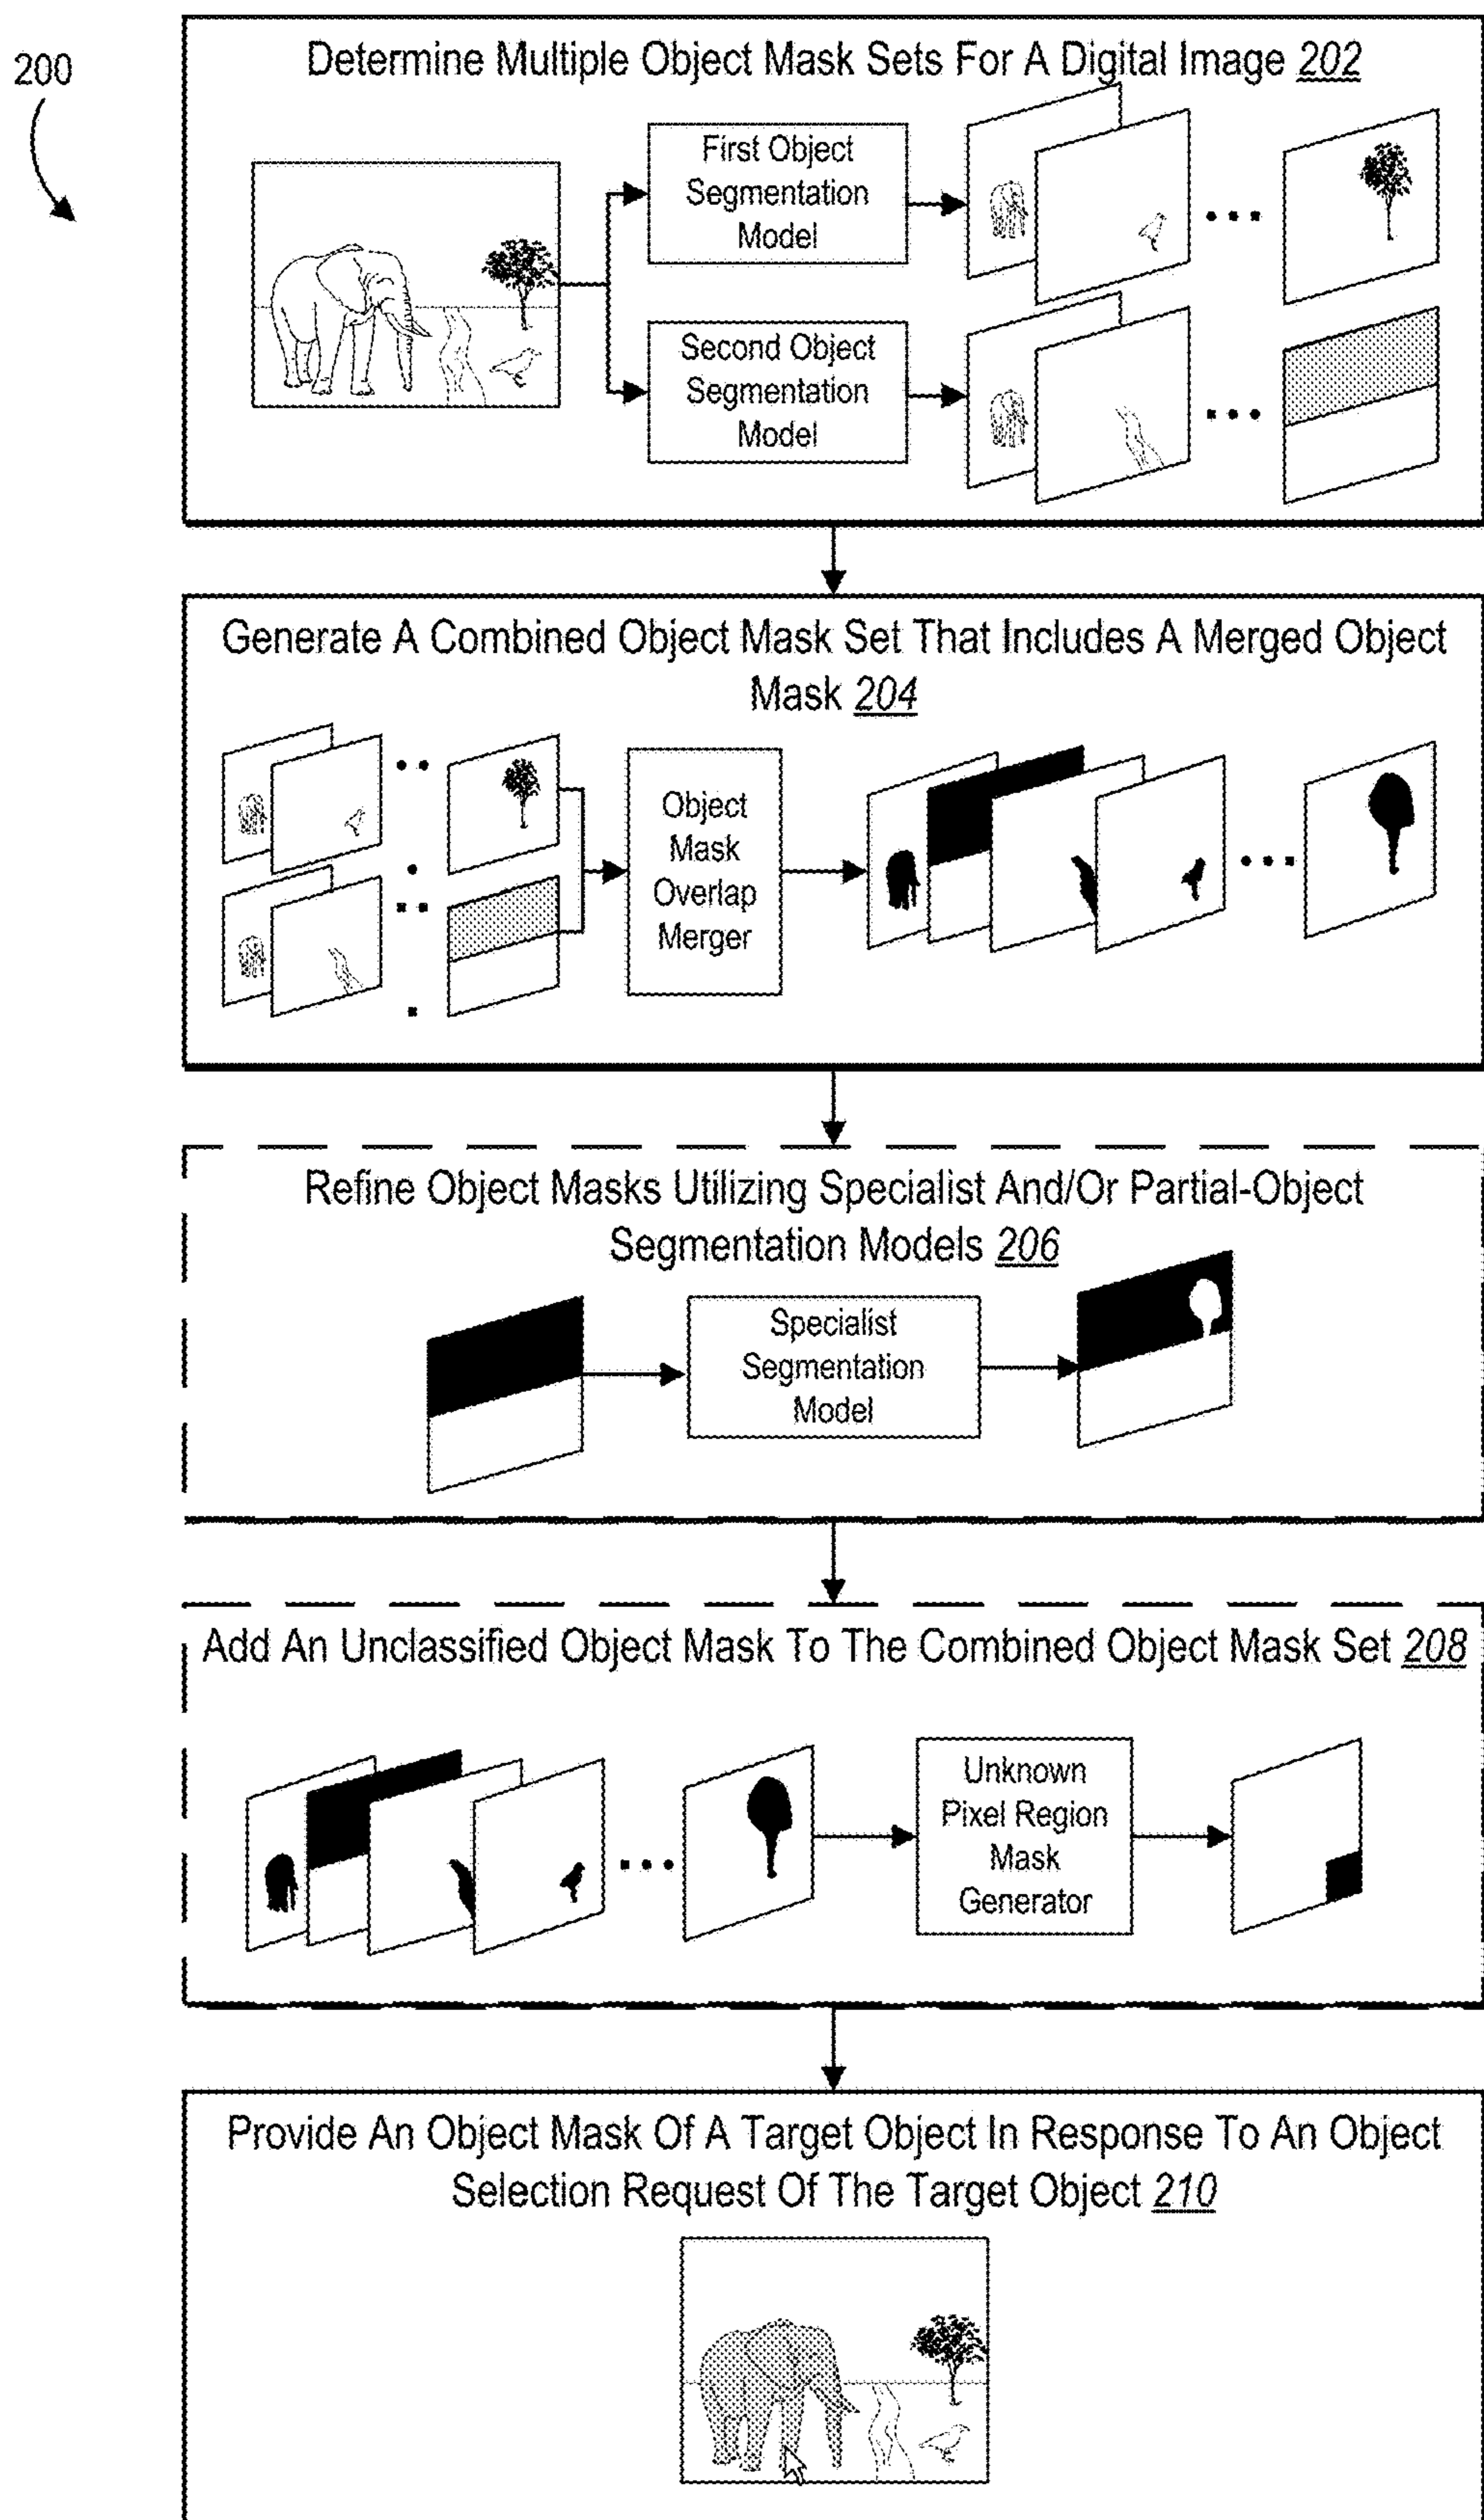 200
Determine Multiple Object Mask Sets For A Digital Image 202
First Object
Segmentation
Model
Second Object
Segmentation
Model
Generate A Combined Object Mask Set That Includes A Merged Object
Mask 204
Object
Mask
Overlap
Merger
Refine Object Masks Utilizing Specialist And/Or Partial-Object
Segmentation Models 206
Specialist
Segmentation
Model
Add An Unclassified Object Mask To The Combined Object Mask Set 208
Unknown
Pixel Region
Mask
Generator
Provide An Object Mask Of A Target Object In Response To An Object
Selection Request Of The Target Object 210